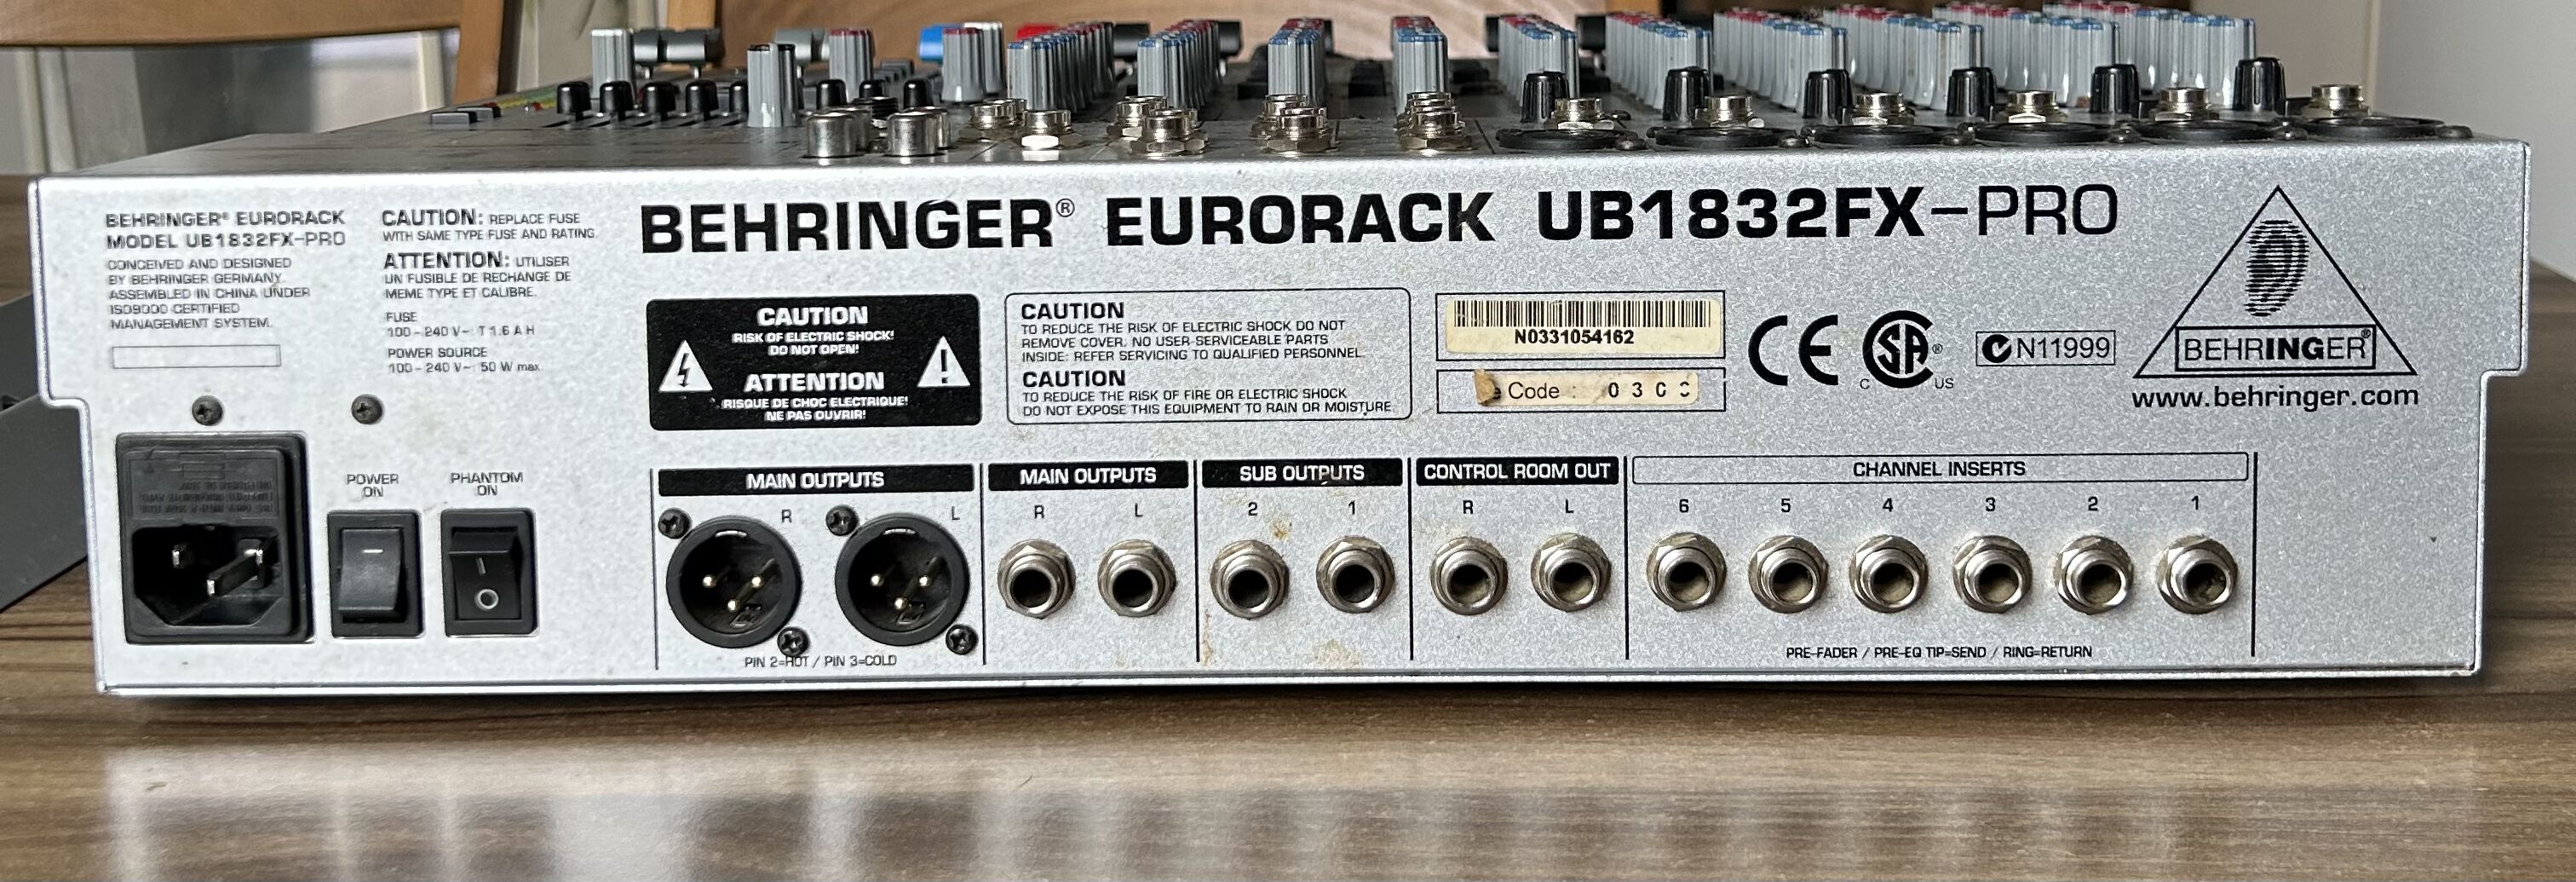 BEHRINGER® EURORACK
MODEL UB1832FX-PRO
CONCEIVED AND DESIGNED
BY BEHRINGER GERMANY.
ASSEMBLED IN CHINA UNDER
ISO9000 CERTIFIED
MANAGEMENT SYSTEM.
CAUTION: REPLACE FUSE
WITH SAME TYPE FUSE AND RATING.
ATTENTION: UTILISER
UN FUSIBLE DE RECHANGE DE
MEME TYPE ET CALIBRE.
FUSE
100-240 V~ T 1.6 A H
POWER SOURCE
100-240 V~ 50 W max.
BEHRINGER® EURORACK UB1832FX-PRO
CAUTION
RISK OF ELECTRIC SHOCK!
DO NOT OPEN!
ATTENTION
RISQUE DE CHOC ELECTRIQUE!
NE PAS OUVRIR!
CAUTION
TO REDUCE THE RISK OF ELECTRIC SHOCK DO NOT
REMOVE COVER. NO USER-SERVICEABLE PARTS
INSIDE: REFER SERVICING TO QUALIFIED PERSONNEL.
CAUTION
TO REDUCE THE RISK OF FIRE OR ELECTRIC SHOCK
DO NOT EXPOSE THIS EQUIPMENT TO RAIN OR MOISTURE.
N0331054162
Code :
CE
SA® C US
N11999
BEHRINGER®
www.behringer.com
POWER
ON
PHANTOM
ON
MAIN OUTPUTS
R L
PIN 2=HOT / PIN 3=COLD
MAIN OUTPUTS
R L
SUB OUTPUTS
2 1
CONTROL ROOM OUT
R L
CHANNEL INSERTS
6 5 4 3 2 1
PRE-FADER / PRE-EQ TIP=SEND / RING=RETURN